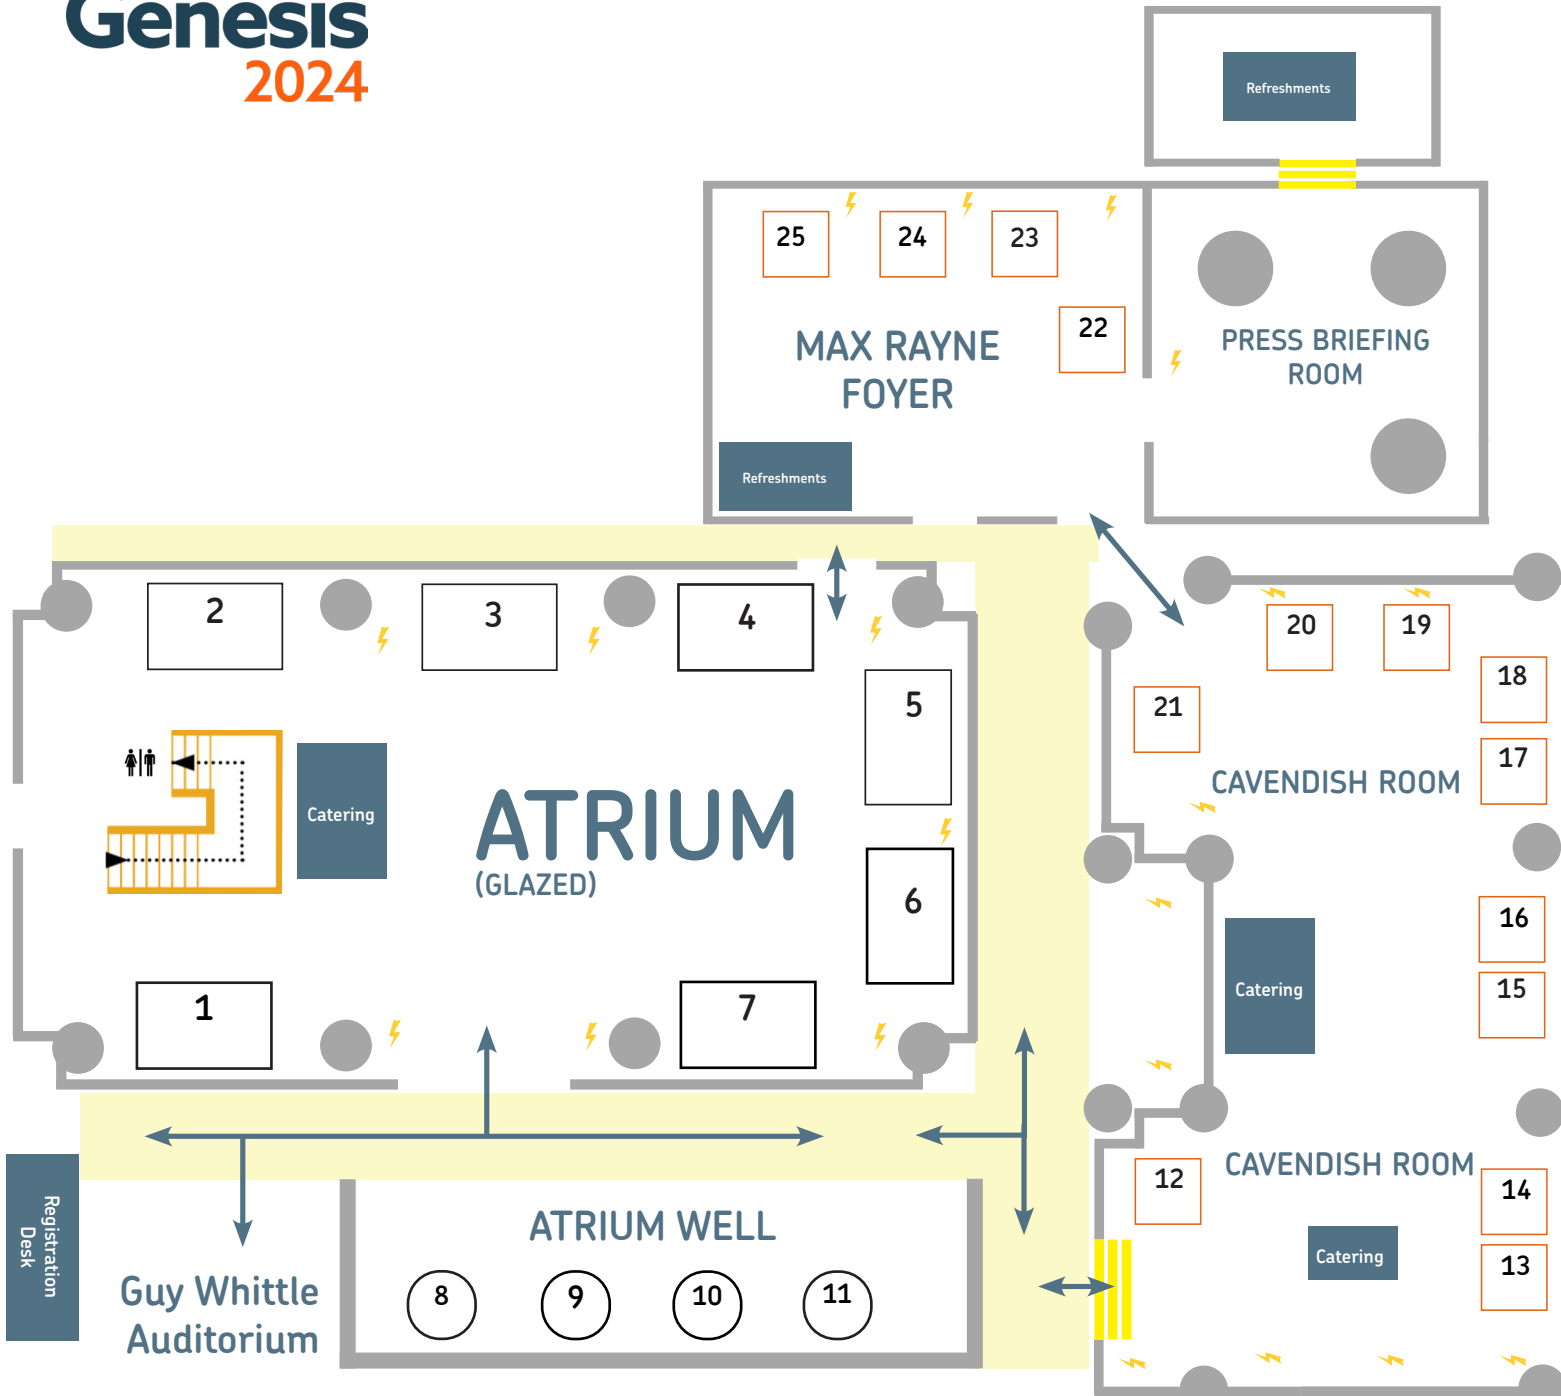 Genesis
2024
Refreshments
25
24
23
22
MAX RAYNE
FOYER
PRESS BRIEFING
ROOM
Refreshments
2
3
4
5
20
19
18
21
17
CAVENDISH ROOM
Catering
ATRIUM
(GLAZED)
6
16
Catering
15
1
7
CAVENDISH ROOM
12
14
Registration
Desk
ATRIUM WELL
Catering
13
Guy Whittle
Auditorium
8
9
10
11